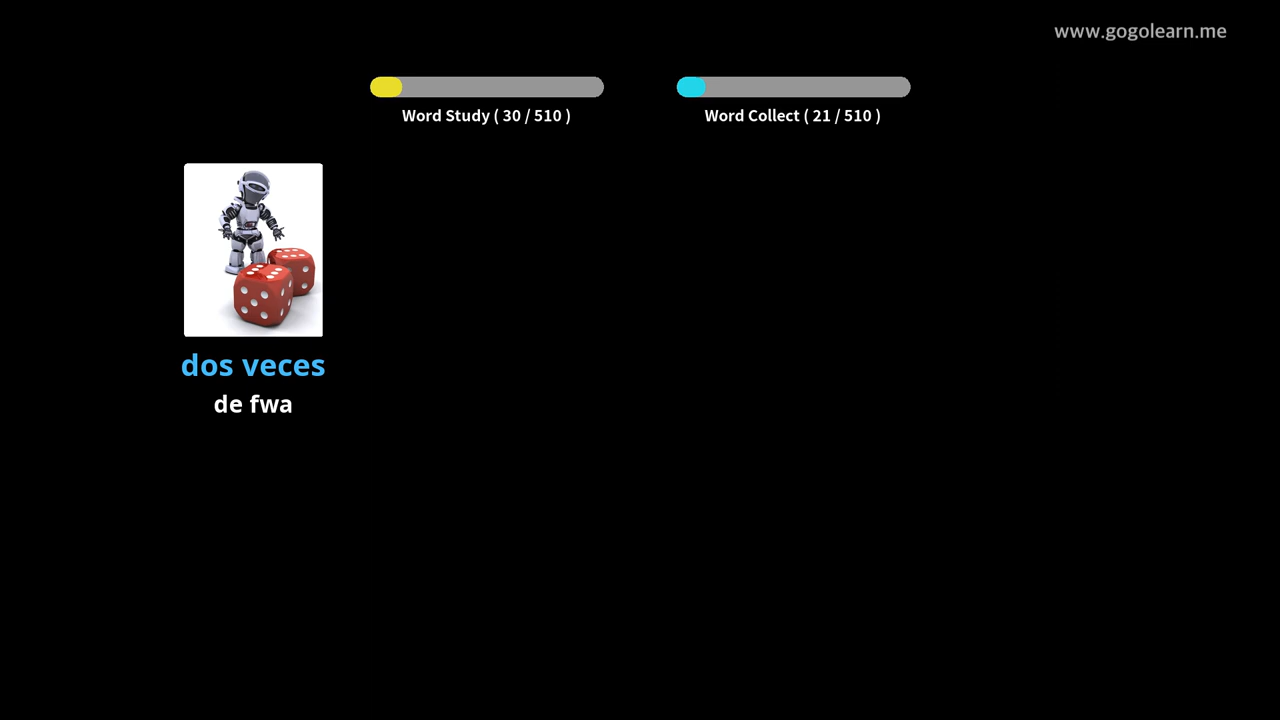 www.gogolearn.me
Word Study ( 30 / 510 )
Word Collect ( 21 / 510 )
dos veces
de fwa